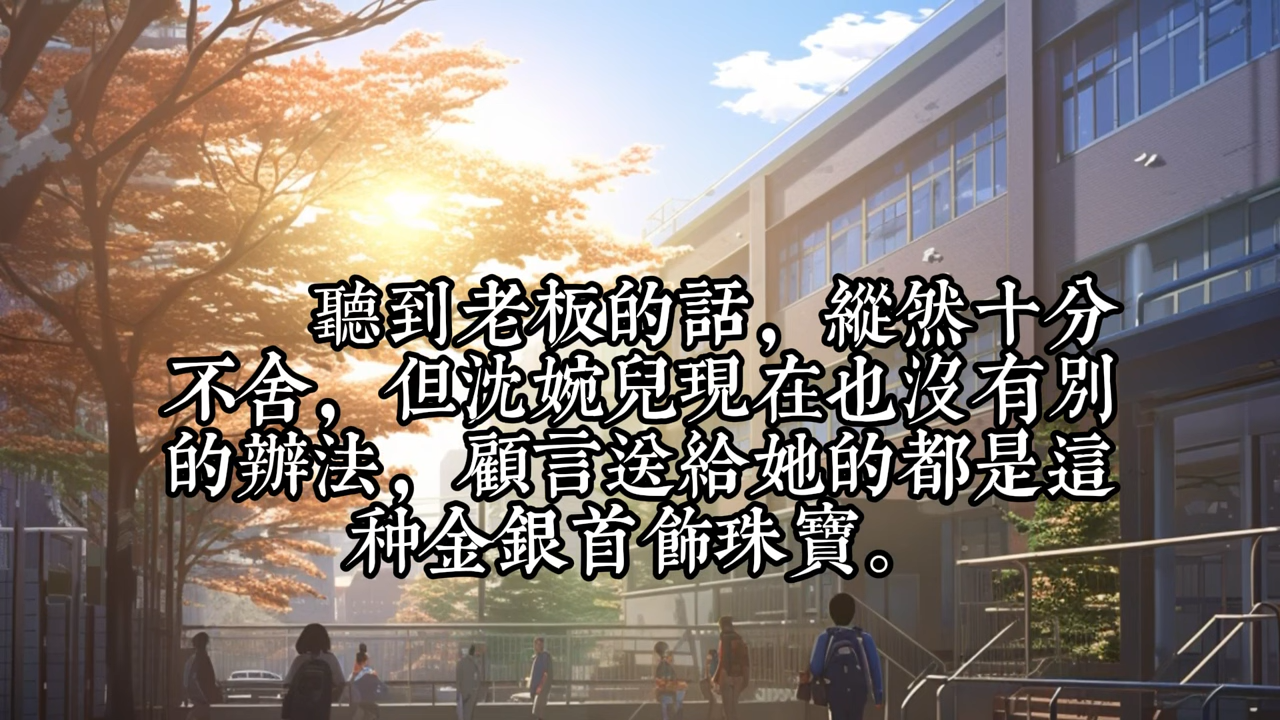 聽到老板的話，縱然十分
不舍，但沈婉兒現在也沒有別
的辦法，顧言送給她的都是這
种金銀首飾珠寶。